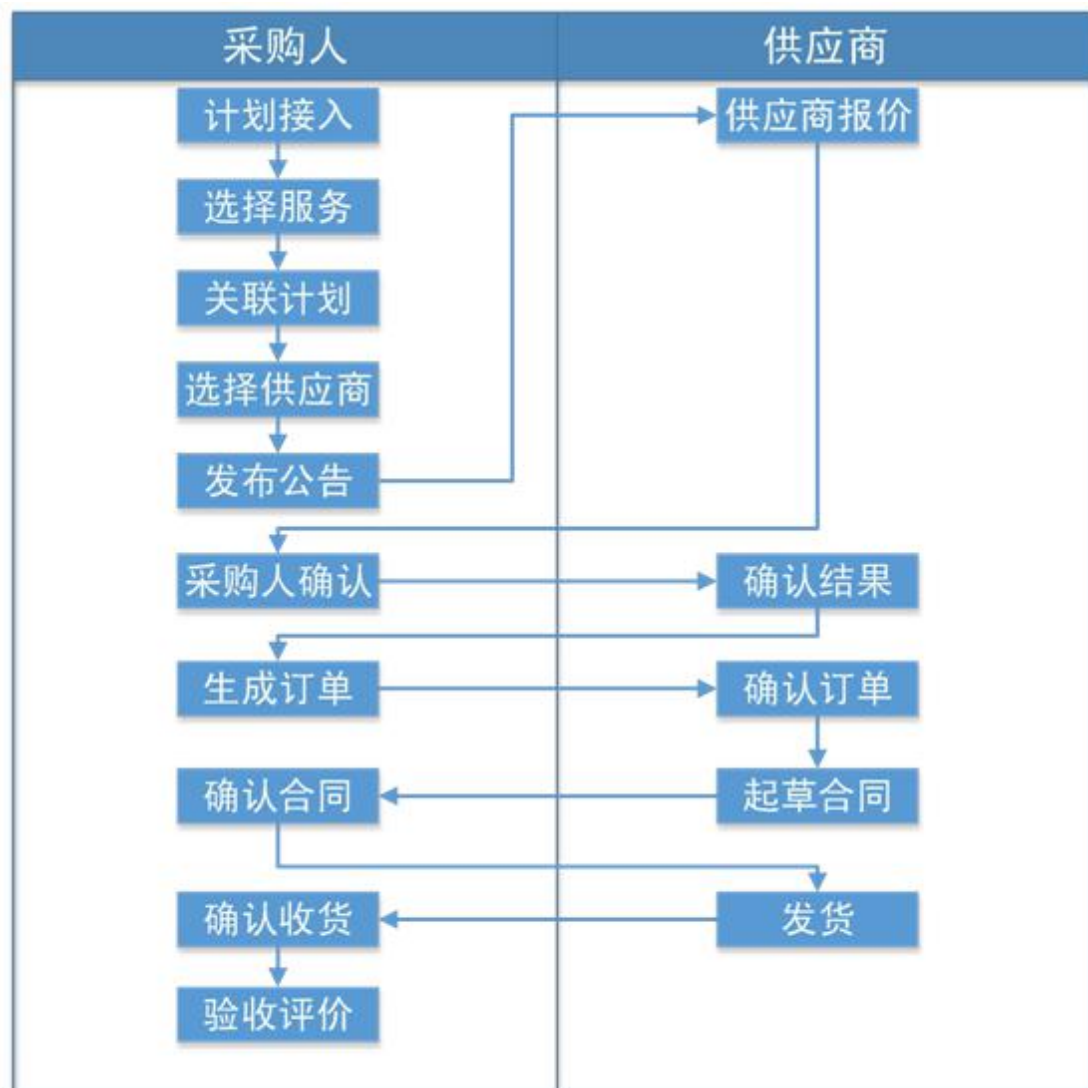 采购人
供应商
计划接入
供应商报价
选择服务
关联计划
选择供应商
发布公告
采购人确认
确认结果
生成订单
确认订单
确认合同
起草合同
确认收货
发货
验收评价